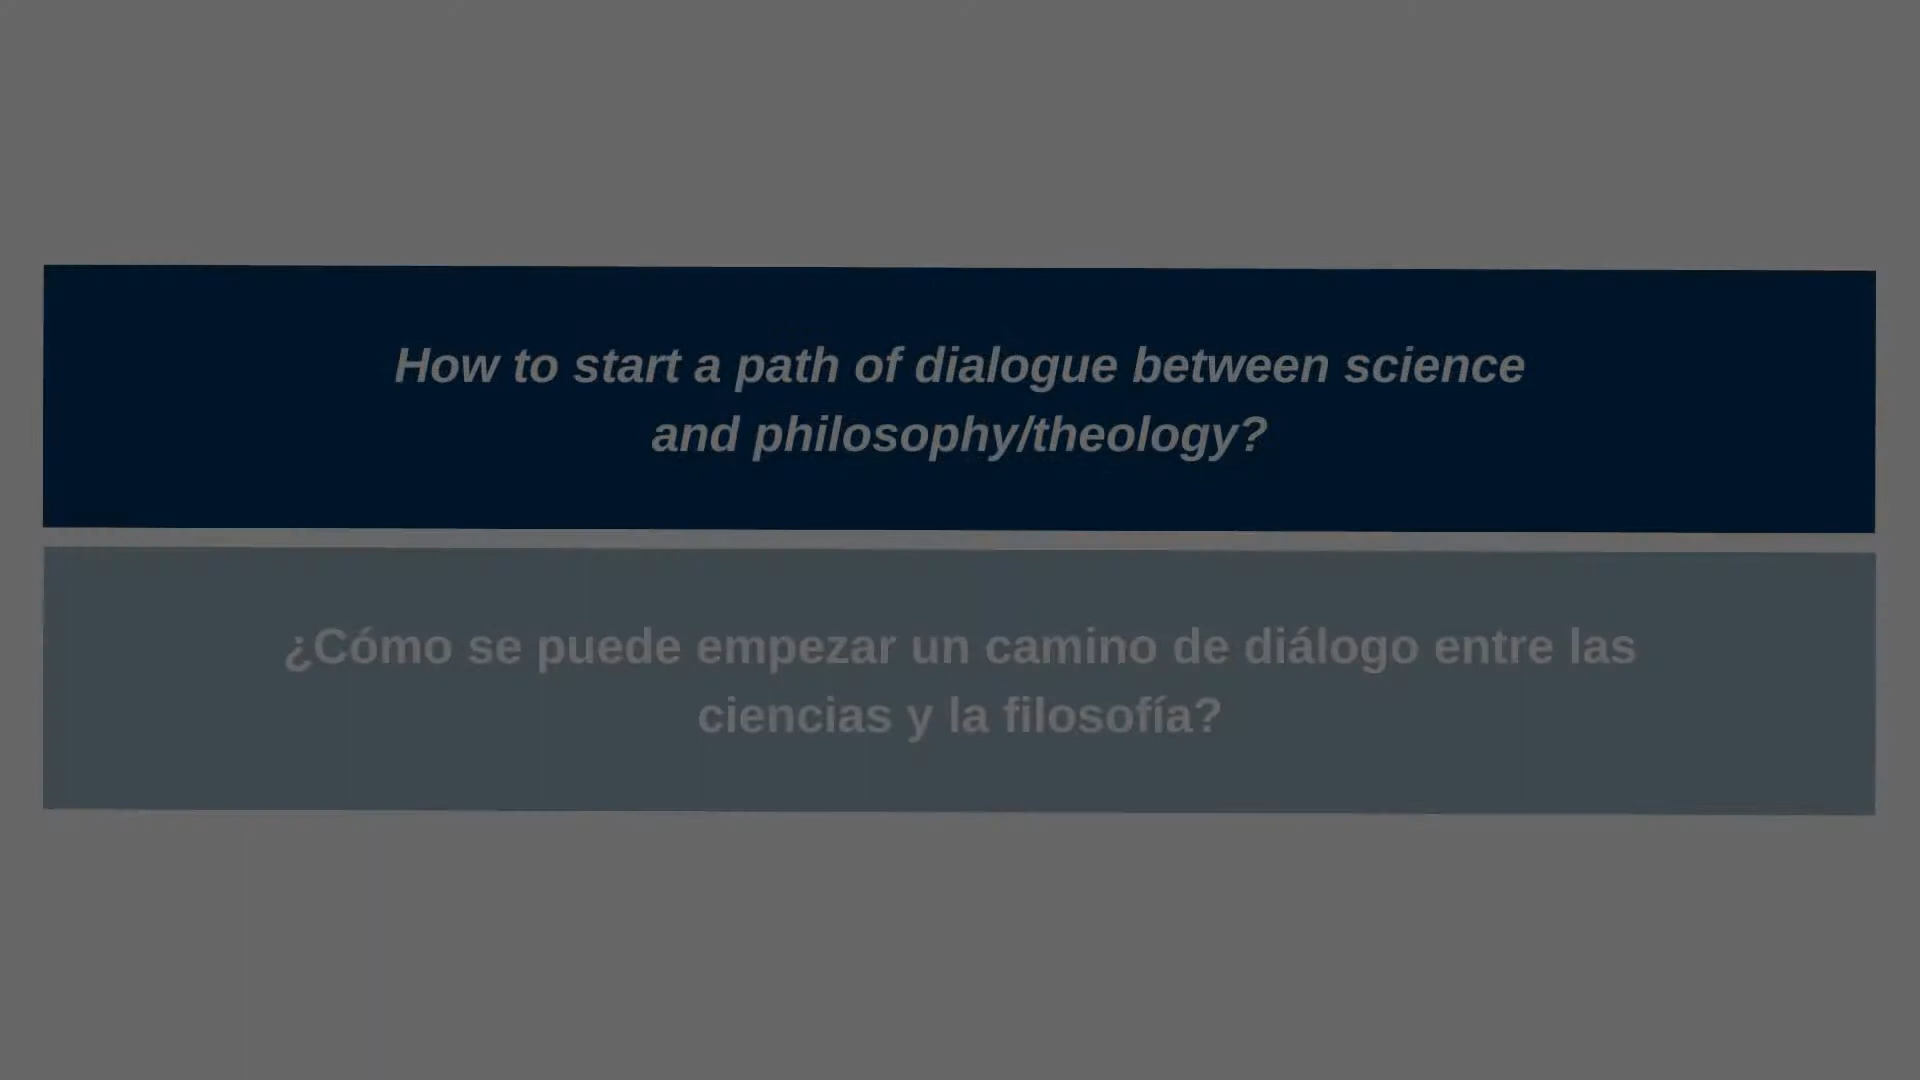 How to start a path of dialogue between science
and philosophy/theology?
¿Cómo se puede empezar un camino de diálogo entre las
ciencias y la filosofía?